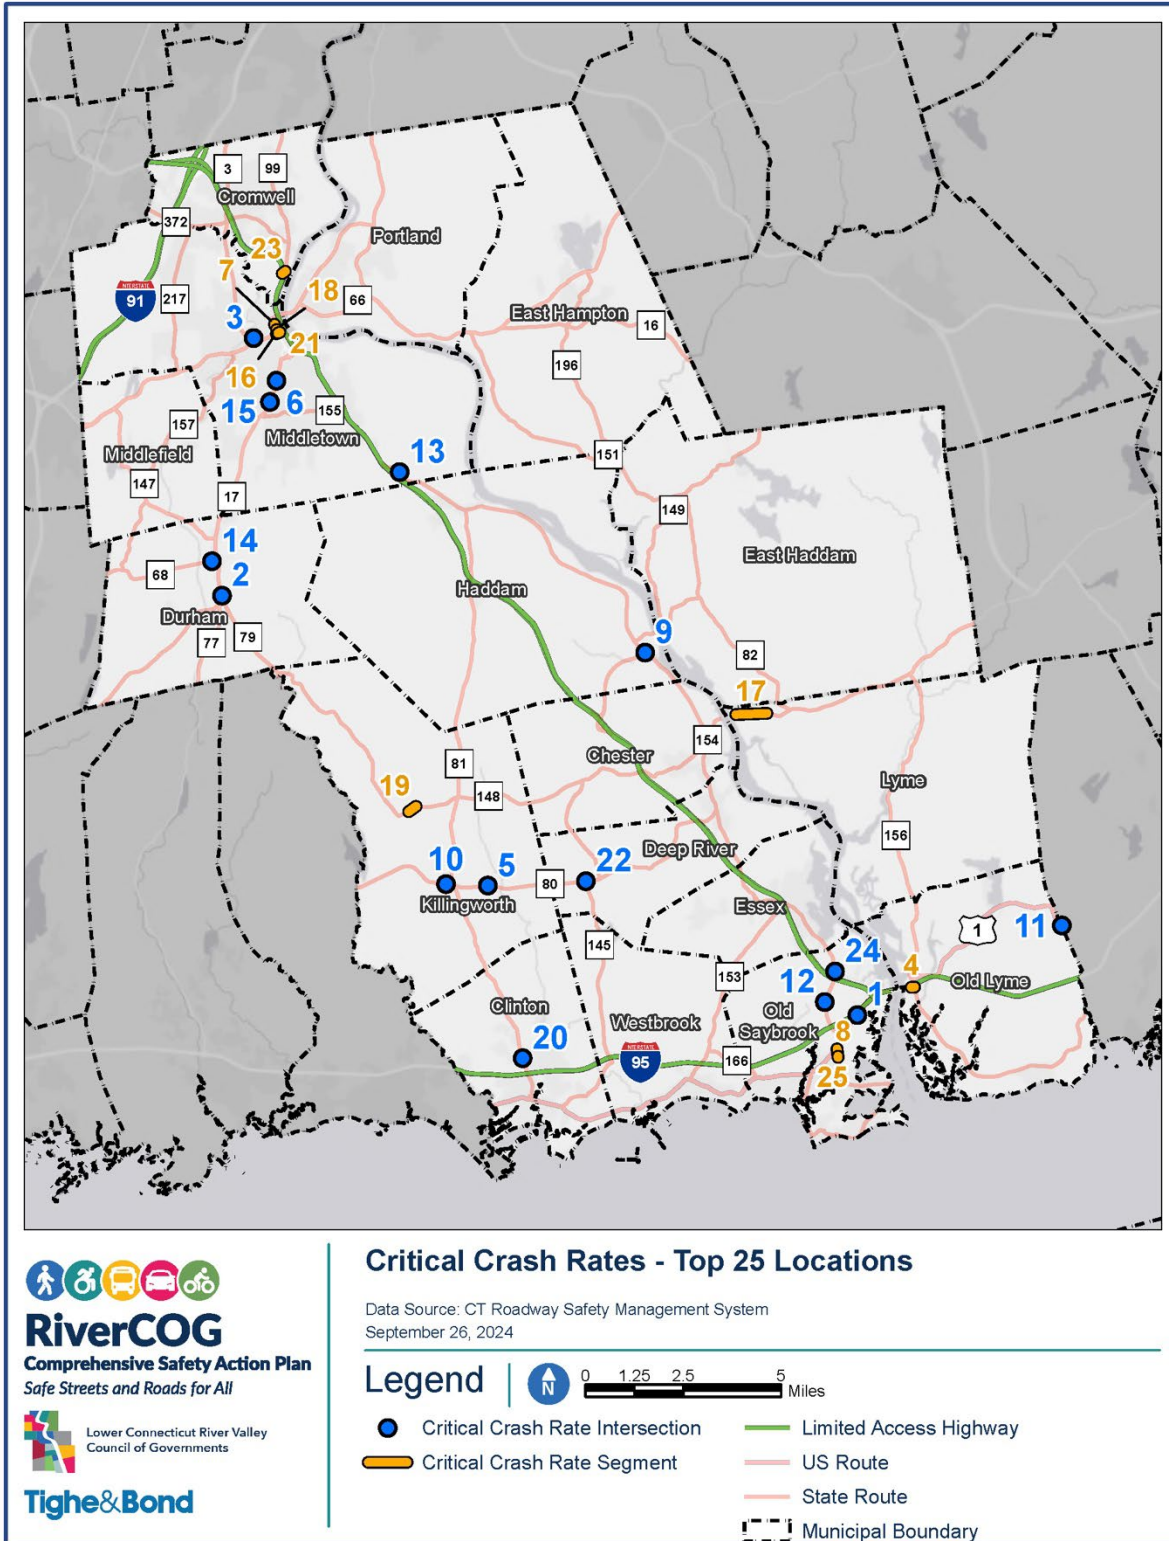 3
99
Cromwell
372
Portland
23
7
18
INTERSTATE
91
217
66
3
21
East Hampton
16
196
16
15
6
155
157
Middletown
Middlefield
13
151
147
17
149
14
East Haddam
68
2
Haddam
Durham
77
79
9
82
17
154
Chester
81
19
148
Lyme
156
Deep River
10
5
22
80
Killingworth
Essex
1
11
145
24
153
4
12
1
Old Lyme
Clinton
Old
Saybrook
Westbrook
8
20
INTERSTATE
95
166
25
Critical Crash Rates - Top 25 Locations
Data Source: CT Roadway Safety Management System
September 26, 2024
RiverCOG
Comprehensive Safety Action Plan
Safe Streets and Roads for All
Lower Connecticut River Valley
Council of Governments
Tighe&Bond
Legend
N
0 1.25 2.5 5
Miles
Critical Crash Rate Intersection
Critical Crash Rate Segment
Limited Access Highway
US Route
State Route
Municipal Boundary